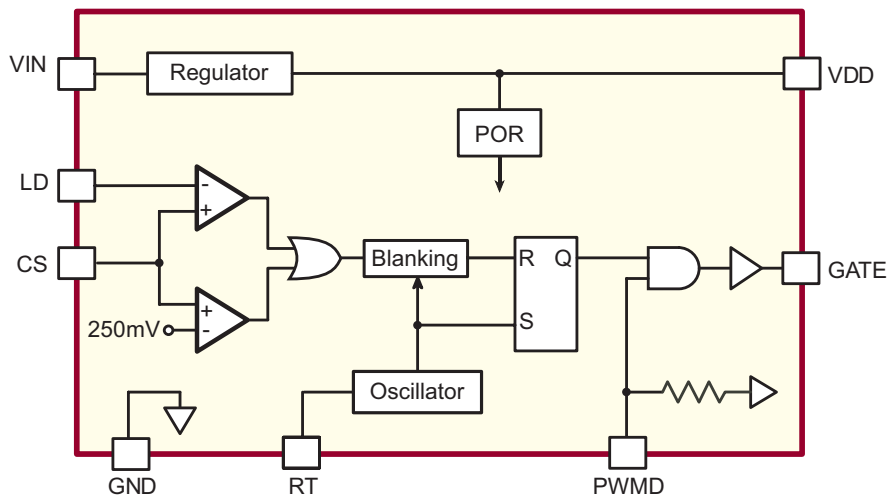 VIN
Regulator
VDD
POR
LD
-
+
CS
Blanking
R
Q
GATE
+
250mV
-
S
Oscillator
GND
RT
PWMD